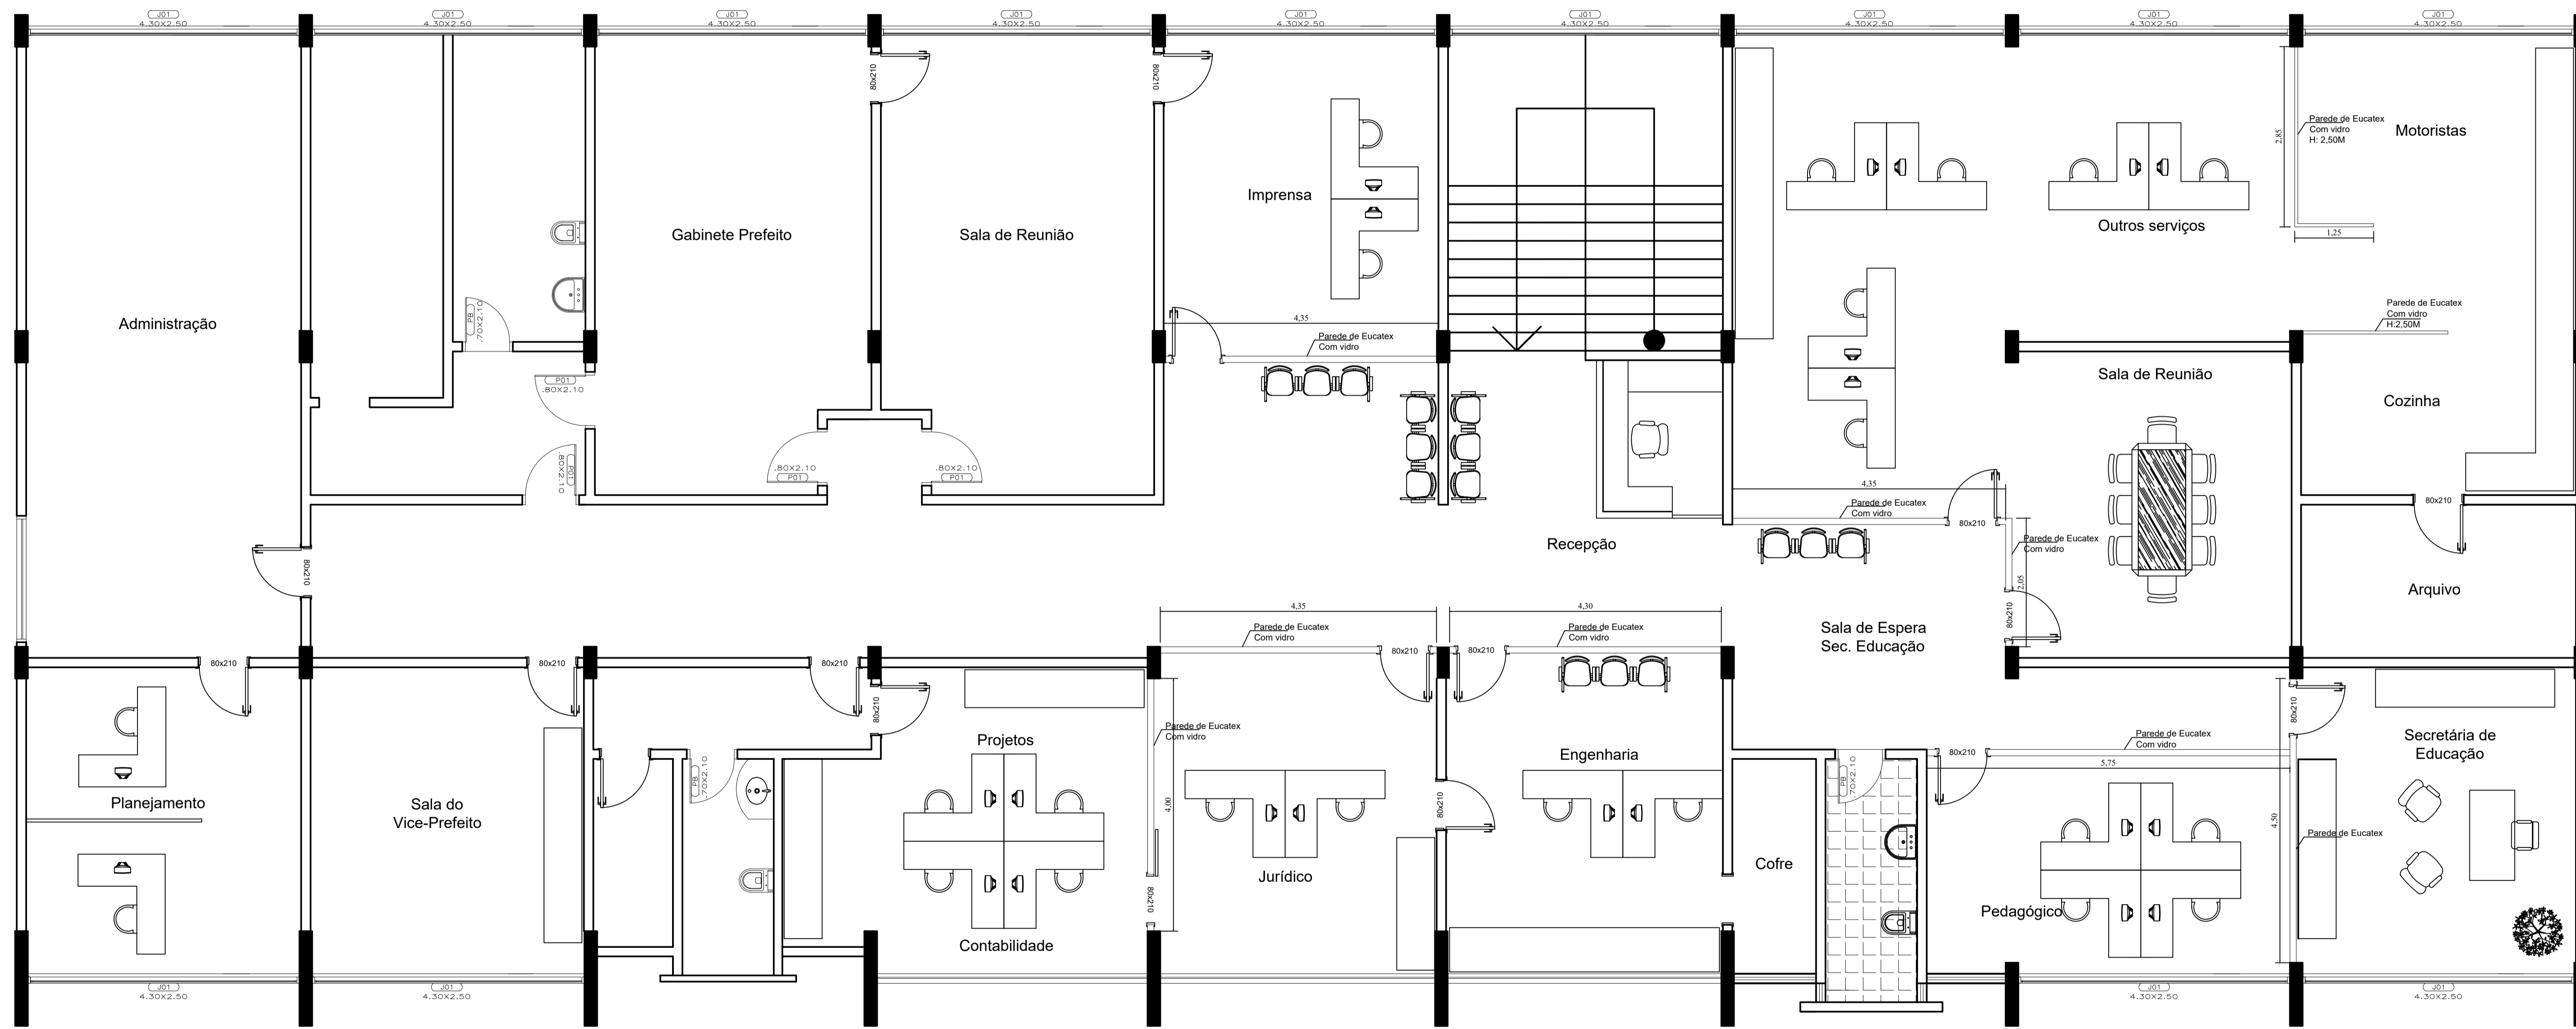 J01
4.30X2.50
J01
4.30X2.50
J01
4.30X2.50
J01
4.30X2.50
J01
4.30X2.50
J01
4.30X2.50
J01
4.30X2.50
J01
4.30X2.50
J01
4.30X2.50
80x210
80x210
Parede de Eucatex
Com vidro
H: 2,50M
Motoristas
2,85
Imprensa
Gabinete Prefeito
Sala de Reunião
Outros serviços
1,25
Administração
PB
.70X2.10
4,35
Parede de Eucatex
Com vidro
Parede de Eucatex
Com vidro
H:2,50M
P01
.80X2.10
Sala de Reunião
Cozinha
P01
.80X2.10
.80X2.10
P01
.80X2.10
P01
4,35
Parede de Eucatex
Com vidro
80x210
80x210
Recepção
Parede de Eucatex
Com vidro
80x210
2,05
Arquivo
4,35
4,30
80x210
Parede de Eucatex
Com vidro
Parede de Eucatex
Com vidro
Sala de Espera
Sec. Educação
80x210
80x210
80x210
80x210
80x210
80x210
Parede de Eucatex
Com vidro
80x210
Projetos
Engenharia
Parede de Eucatex
Com vidro
80x210
5,75
Secretária de
Educação
PB
.70X2.10
PB
.70X2.10
Planejamento
Sala do
Vice-Prefeito
4,00
80x210
4,50
Parede de Eucatex
Cofre
Jurídico
80x210
Pedagógico
Contabilidade
J01
4.30X2.50
J01
4.30X2.50
J01
4.30X2.50
J01
4.30X2.50